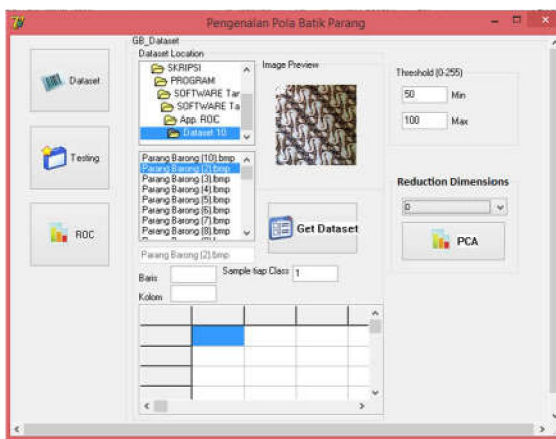 Pengenalan Pola Batik Parang
Dataset
Testing
ROC
GB_Dataset
Dataset Location
SKRIPSI
PROGRAM
SOFTWARE Tar
SOFTWARE Ta
App. ROC
Dataset 10
Parang Barong (10).bmp
Parang Barong (2).bmp
Parang Barong (3).bmp
Parang Barong (4).bmp
Parang Barong (5).bmp
Parang Barong (6).bmp
Parang Barong (7).bmp
Parang Barong (8).bmp
Parang Barong (2).bmp
Image Preview
Get Dataset
Baris
Sample tiap Class 1
Kolom
Threshold (0-255)
50 Min
100 Max
Reduction Dimensions
0
PCA